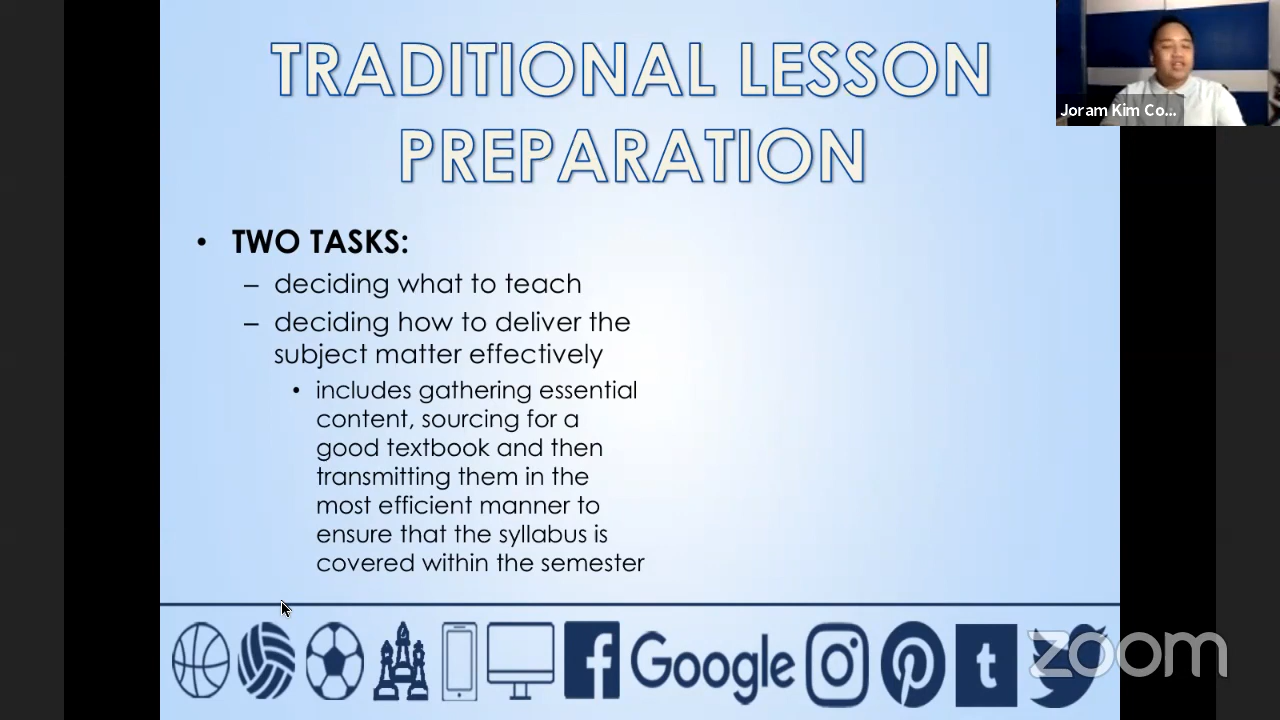 TRADITIONAL LESSON
PREPARATION
Joram Kim Co...
• TWO TASKS:
– deciding what to teach
– deciding how to deliver the
subject matter effectively
• includes gathering essential
content, sourcing for a
good textbook and then
transmitting them in the
most efficient manner to
ensure that the syllabus is
covered within the semester
f Google t
zoom